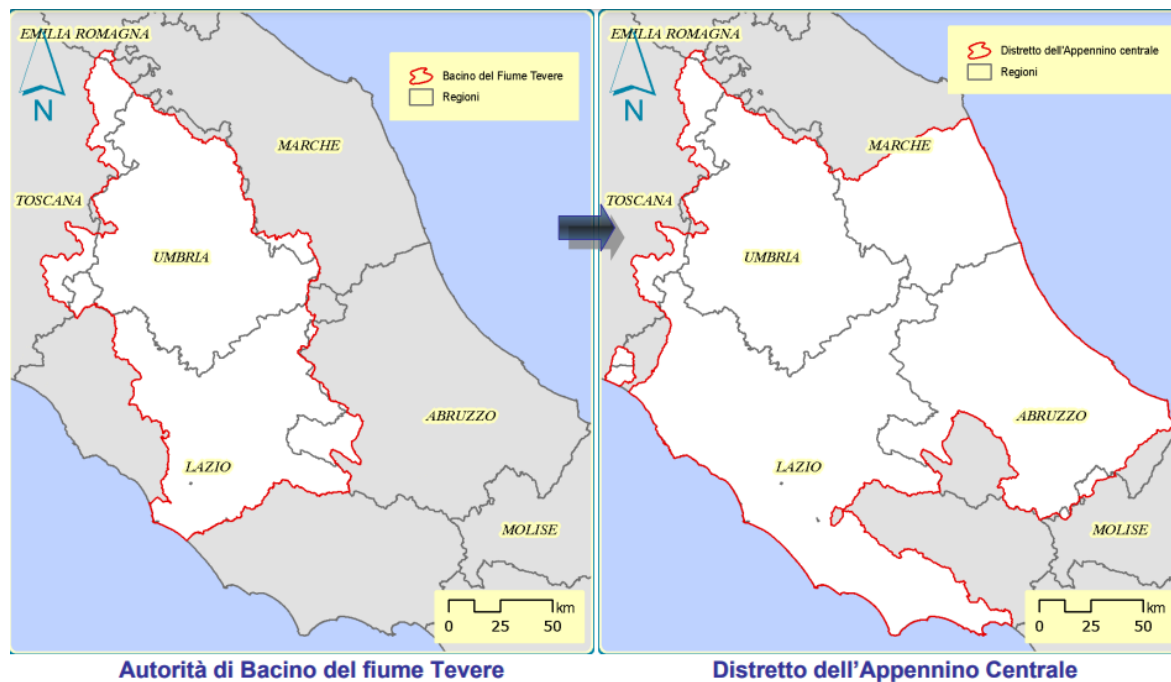 EMILIA ROMAGNA
N
Bacino del Fiume Tevere
Regioni
MARCHE
TOSCANA
UMBRIA
ABRUZZO
LAZIO
MOLISE
km
0 25 50
Autorità di Bacino del fiume Tevere
EMILIA ROMAGNA
N
Distretto dell'Appennino centrale
Regioni
MARCHE
TOSCANA
UMBRIA
ABRUZZO
LAZIO
MOLISE
km
0 25 50
Distretto dell'Appennino Centrale